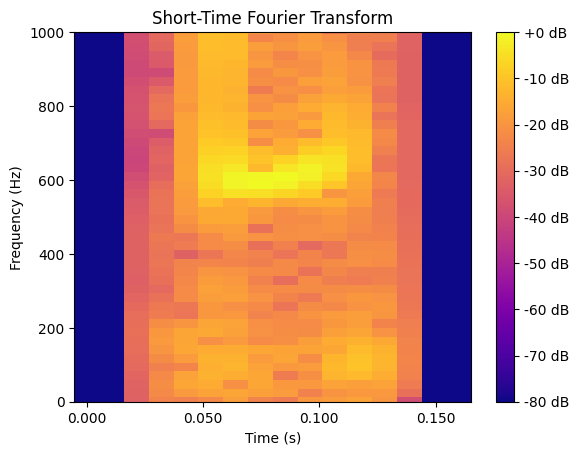 Short-Time Fourier Transform
1000
800
600
400
200
0
Frequency (Hz)
0.000
0.050
0.100
0.150
Time (s)
+0 dB
-10 dB
-20 dB
-30 dB
-40 dB
-50 dB
-60 dB
-70 dB
-80 dB